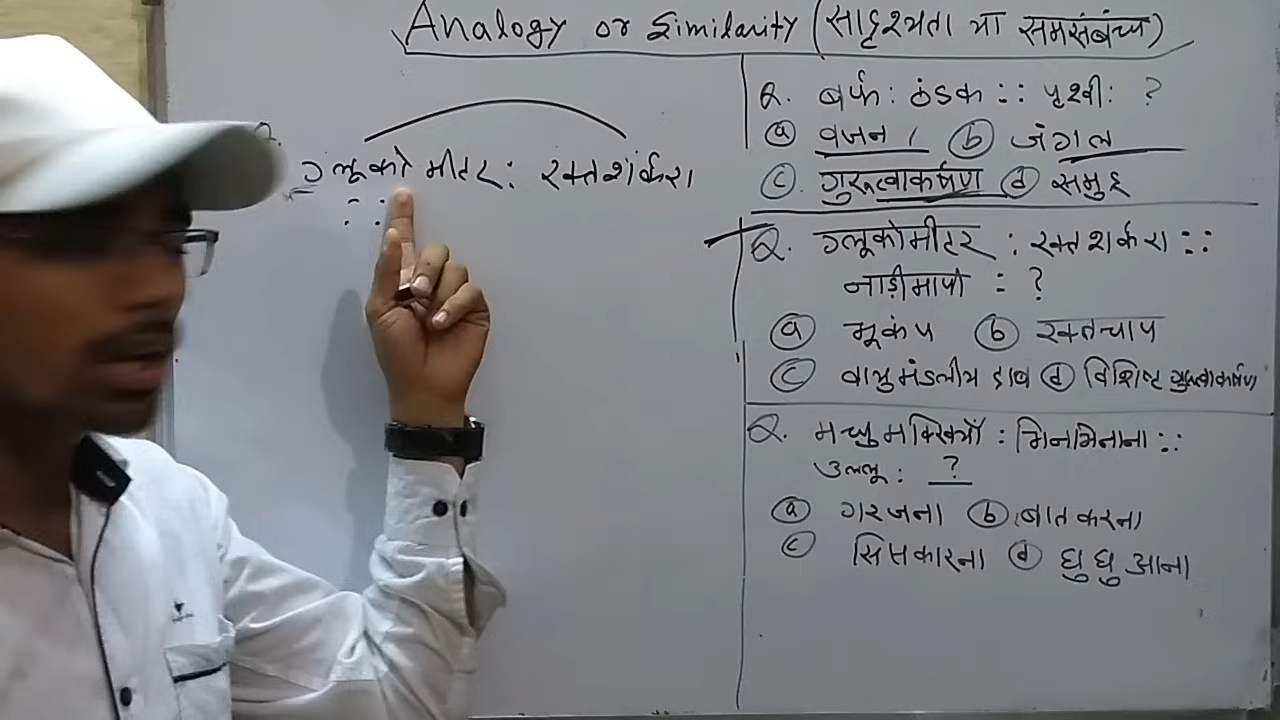 Analogy or Similarity (सादृश्यता या समसंबंध)
ग्लूकोमीटर : रक्तशर्करा
::
Q. बर्फ : ठंडक :: पृथ्वी : ?
(a) वजन (b) जंगल
(c) गुरूत्वाकर्षण (d) समुद्र
Q. ग्लूकोमीटर : रक्तशर्करा ::
नाड़ीमापी : ?
(a) भूकंप (b) रक्तचाप
(c) वायुमंडलीय दाब (d) विशिष्ट गुरूत्वाकर्षण
Q. मधुमक्खियाँ : भिनभिनाना ::
उल्लू : ?
(a) गरजना (b) बात करना
(c) सिसकारना (d) घुघुआना